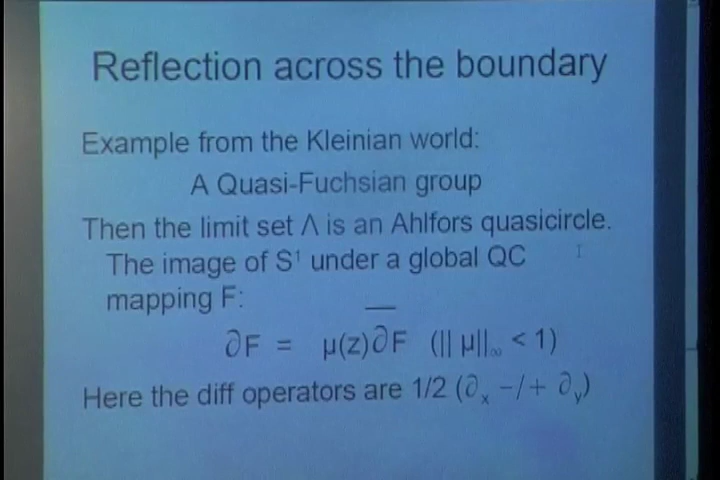 Reflection across the boundary
Example from the Kleinian world:
A Quasi-Fuchsian group
Then the limit set Λ is an Ahlfors quasicircle.
The image of S¹ under a global QC
mapping F:
∂F = μ(z)∂̅F (|| μ||∞ < 1)
Here the diff operators are 1/2 (∂ₓ -/+ ∂ᵧ)